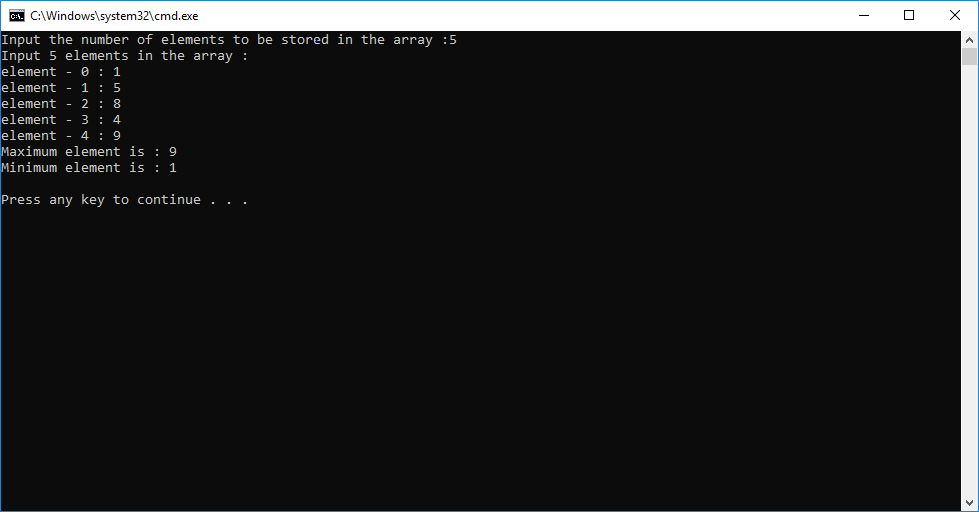 C:\Windows\system32\cmd.exe
Input the number of elements to be stored in the array :5
Input 5 elements in the array :
element - 0 : 1
element - 1 : 5
element - 2 : 8
element - 3 : 4
element - 4 : 9
Maximum element is : 9
Minimum element is : 1
Press any key to continue . . .